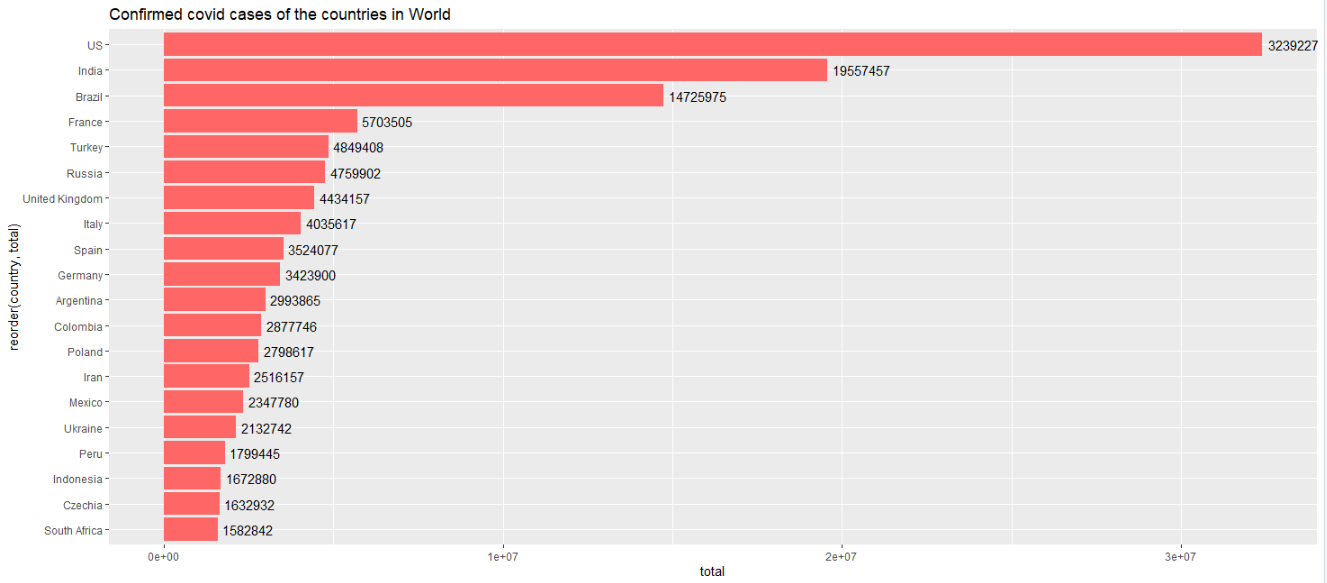 Confirmed covid cases of the countries in World
US 3239227
India 19557457
Brazil 14725975
France 5703505
Turkey 4849408
Russia 4759902
United Kingdom 4434157
Italy 4035617
Spain 3524077
Germany 3423900
Argentina 2993865
Colombia 2877746
Poland 2798617
Iran 2516157
Mexico 2347780
Ukraine 2132742
Peru 1799445
Indonesia 1672880
Czechia 1632932
South Africa 1582842
reorder(country, total)
0e+00 1e+07 2e+07 3e+07
total